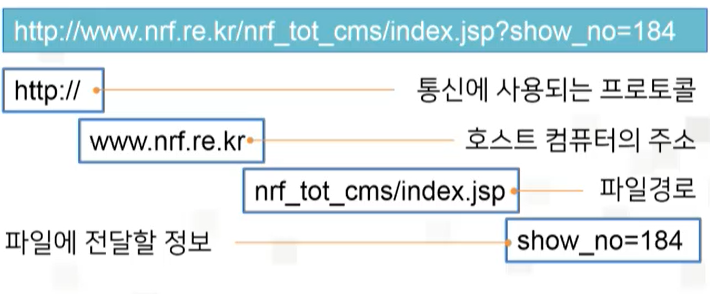 http://www.nrf.re.kr/nrf_tot_cms/index.jsp?show_no=184
http:// 통신에 사용되는 프로토콜
www.nrf.re.kr 호스트 컴퓨터의 주소
nrf_tot_cms/index.jsp 파일경로
파일에 전달할 정보 show_no=184